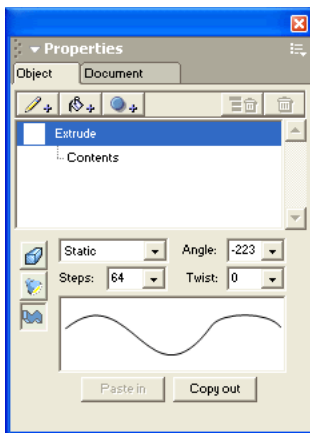 Properties
Object Document
Extrude
Contents
Static Angle: -223
Steps: 64 Twist: 0
Paste in Copy out